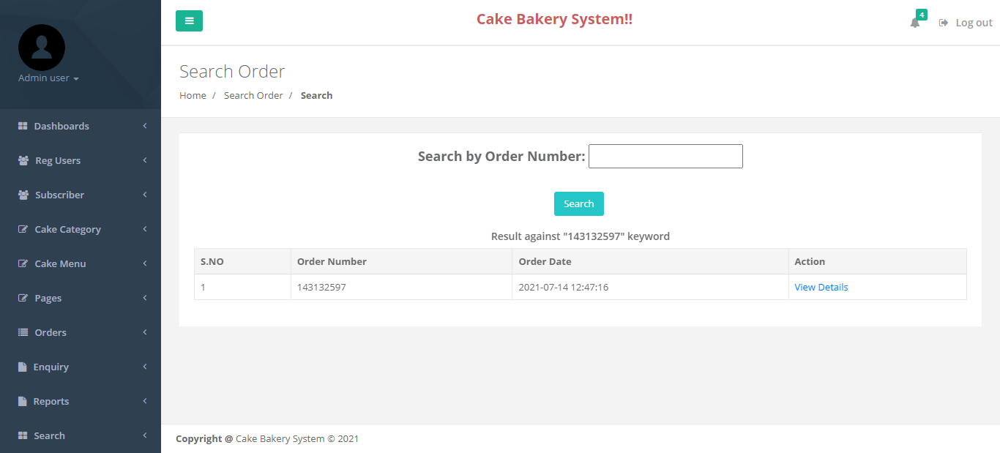 Cake Bakery System!!
4
Log out
Admin user
Dashboards
Reg Users
Subscriber
Cake Category
Cake Menu
Pages
Orders
Enquiry
Reports
Search
Search Order
Home / Search Order / Search
Search by Order Number:
Search
Result against "143132597" keyword
S.NO Order Number Order Date Action
1 143132597 2021-07-14 12:47:16 View Details
Copyright @ Cake Bakery System © 2021